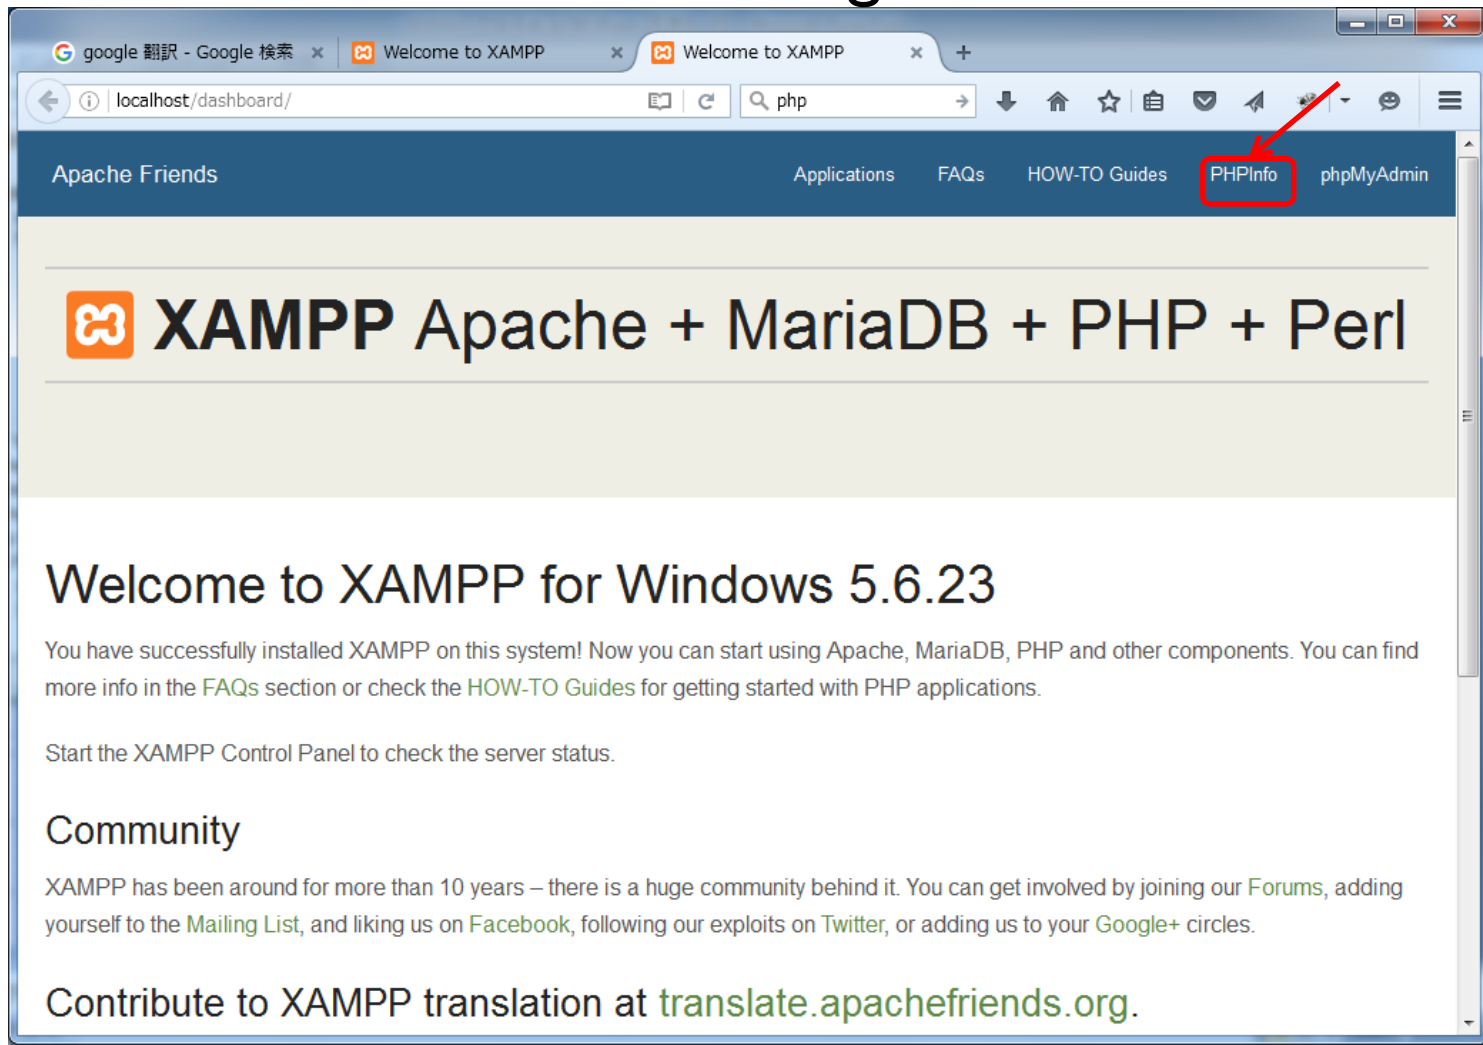 google 翻訳 - Google 検索
Welcome to XAMPP
Welcome to XAMPP
localhost/dashboard/
php
Apache Friends
Applications
FAQs
HOW-TO Guides
PHPInfo
phpMyAdmin
XAMPP Apache + MariaDB + PHP + Perl
Welcome to XAMPP for Windows 5.6.23
You have successfully installed XAMPP on this system! Now you can start using Apache, MariaDB, PHP and other components. You can find
more info in the FAQs section or check the HOW-TO Guides for getting started with PHP applications.
Start the XAMPP Control Panel to check the server status.
Community
XAMPP has been around for more than 10 years – there is a huge community behind it. You can get involved by joining our Forums, adding
yourself to the Mailing List, and liking us on Facebook, following our exploits on Twitter, or adding us to your Google+ circles.
Contribute to XAMPP translation at translate.apachefriends.org.